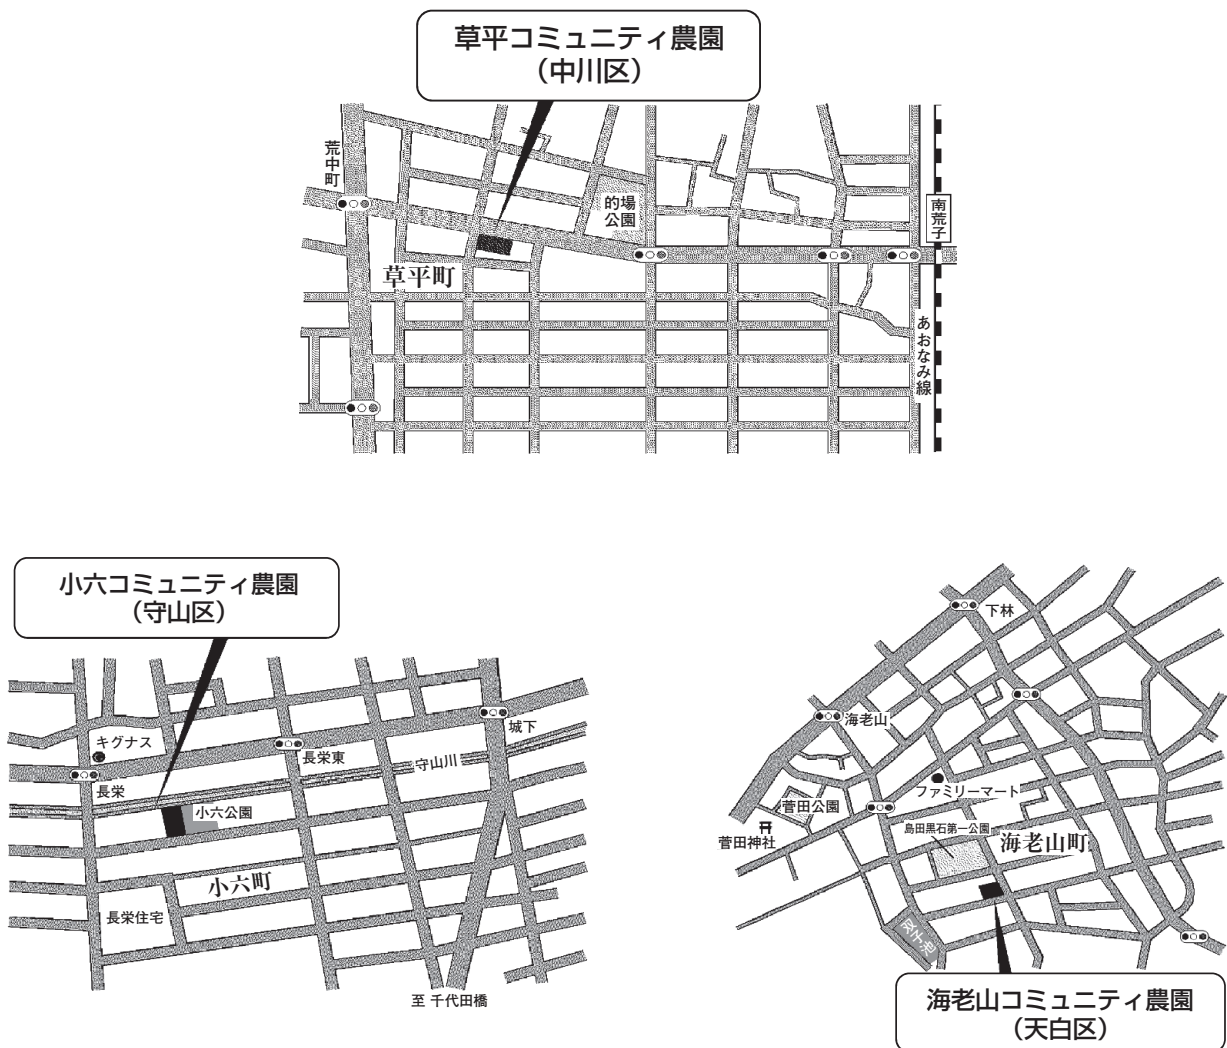 草平コミュニティ農園
（中川区）
荒中町
的場
公園
南荒子
草平町
あおなみ線
小六コミュニティ農園
（守山区）
キグナス
長栄
長栄東
城下
守山川
小六公園
小六町
長栄住宅
至 千代田橋
下林
海老山
ファミリーマート
菅田公園
菅田神社
島田黒石第一公園
海老山町
海老山コミュニティ農園
（天白区）